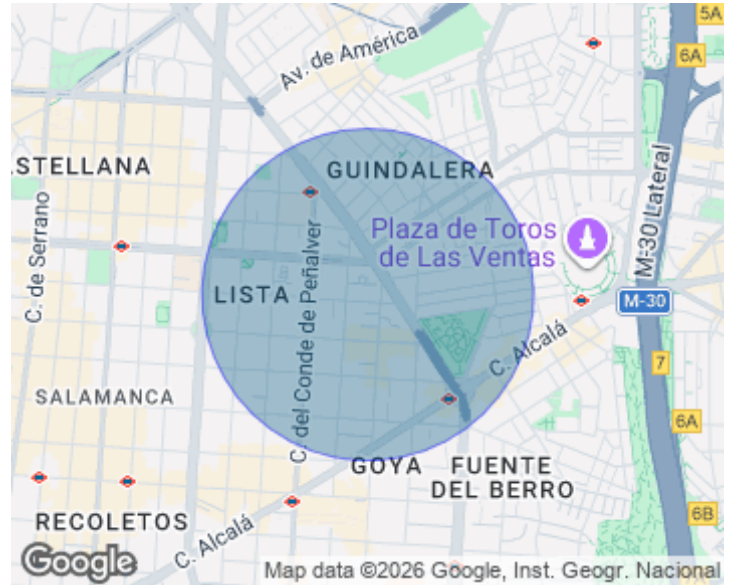 5A
6A
Av. de América
STELLANA
GUINDALERA
C. de Serrano
C. del Conde de Peñalver
Plaza de Toros
de Las Ventas
M-30 Lateral
M-30
LISTA
C. Alcalá
7
SALAMANCA
6A
GOYA
FUENTE
DEL BERRO
RECOLETOS
C. Alcalá
6B
Google
Map data ©2026 Google, Inst. Geogr. Nacional